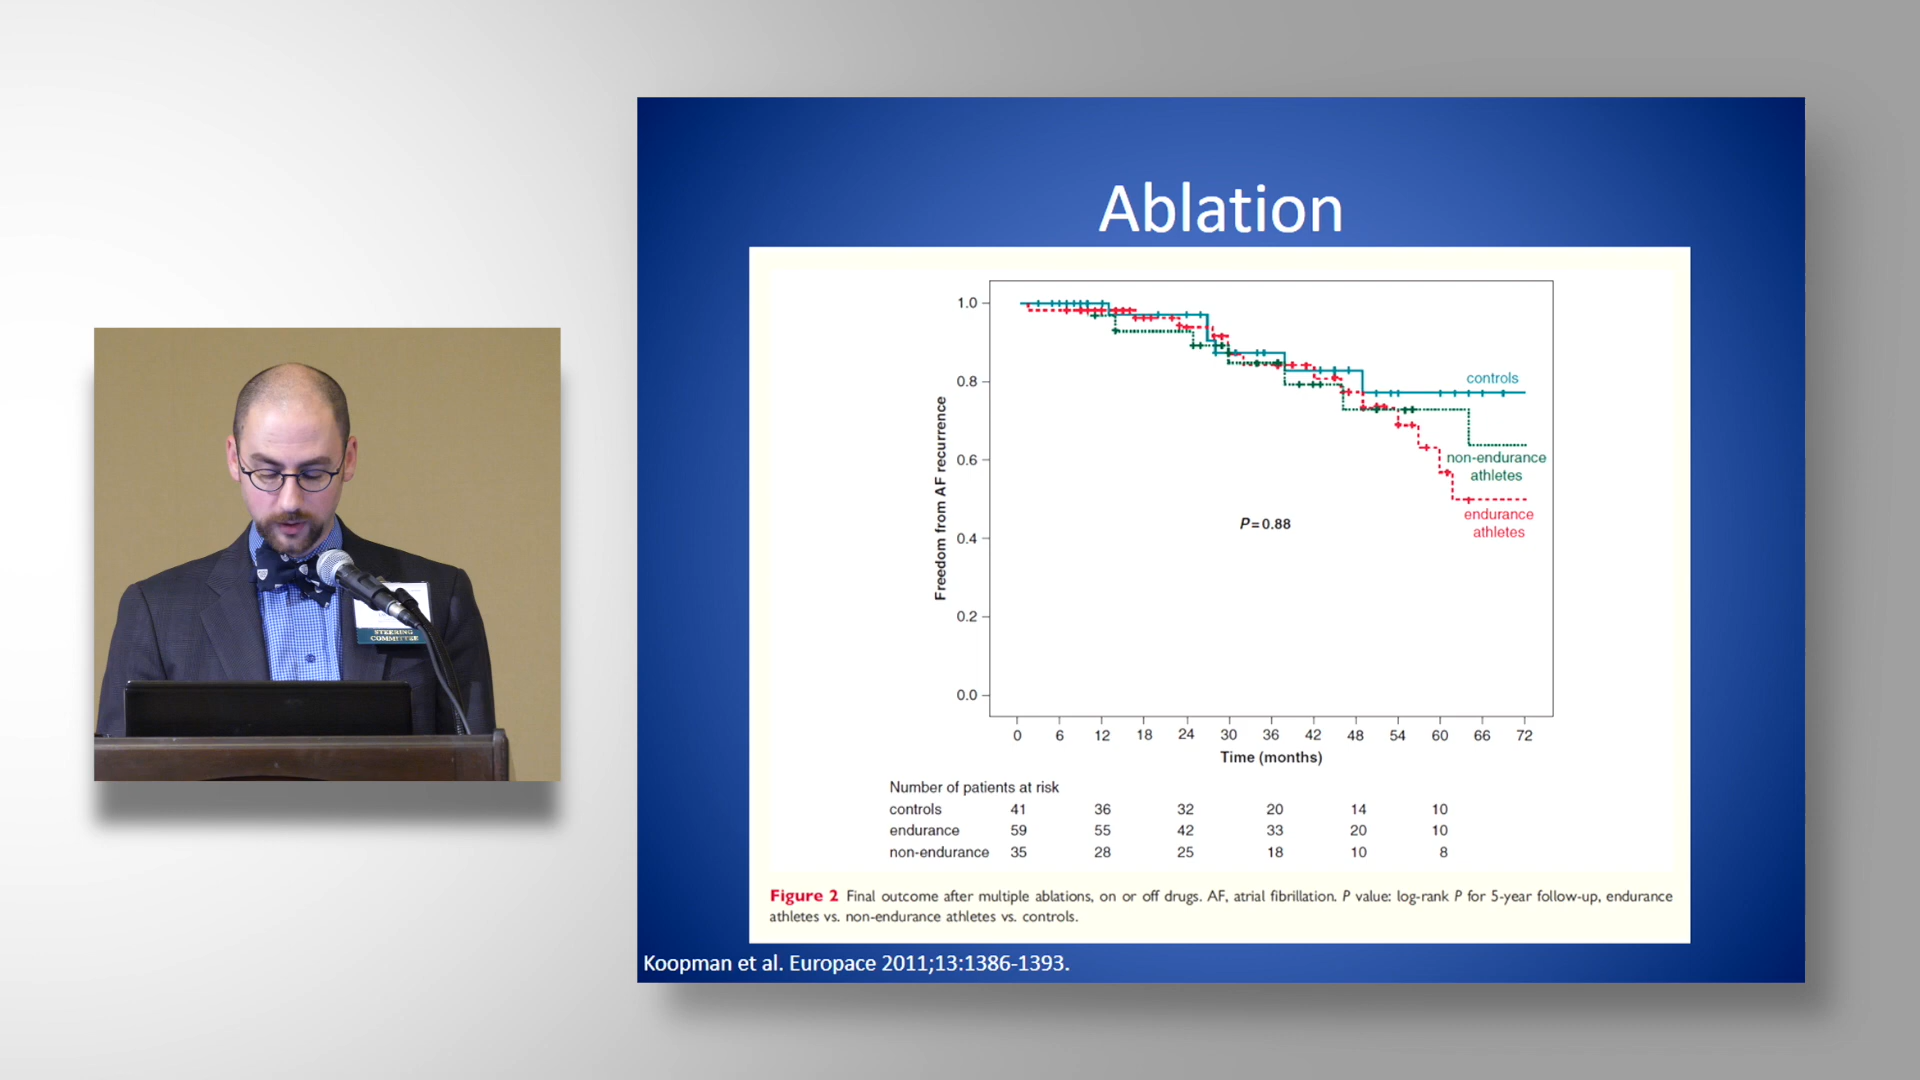 STEERING
COMMITTEE
Ablation
1.0
0.8
0.6
0.4
0.2
0.0
Freedom from AF recurrence
controls
non-endurance
athletes
endurance
athletes
P=0.88
0 6 12 18 24 30 36 42 48 54 60 66 72
Time (months)
Number of patients at risk
controls 41 36 32 20 14 10
endurance 59 55 42 33 20 10
non-endurance 35 28 25 18 10 8
Figure 2 Final outcome after multiple ablations, on or off drugs. AF, atrial fibrillation. P value: log-rank P for 5-year follow-up, endurance
athletes vs. non-endurance athletes vs. controls.
Koopman et al. Europace 2011;13:1386-1393.